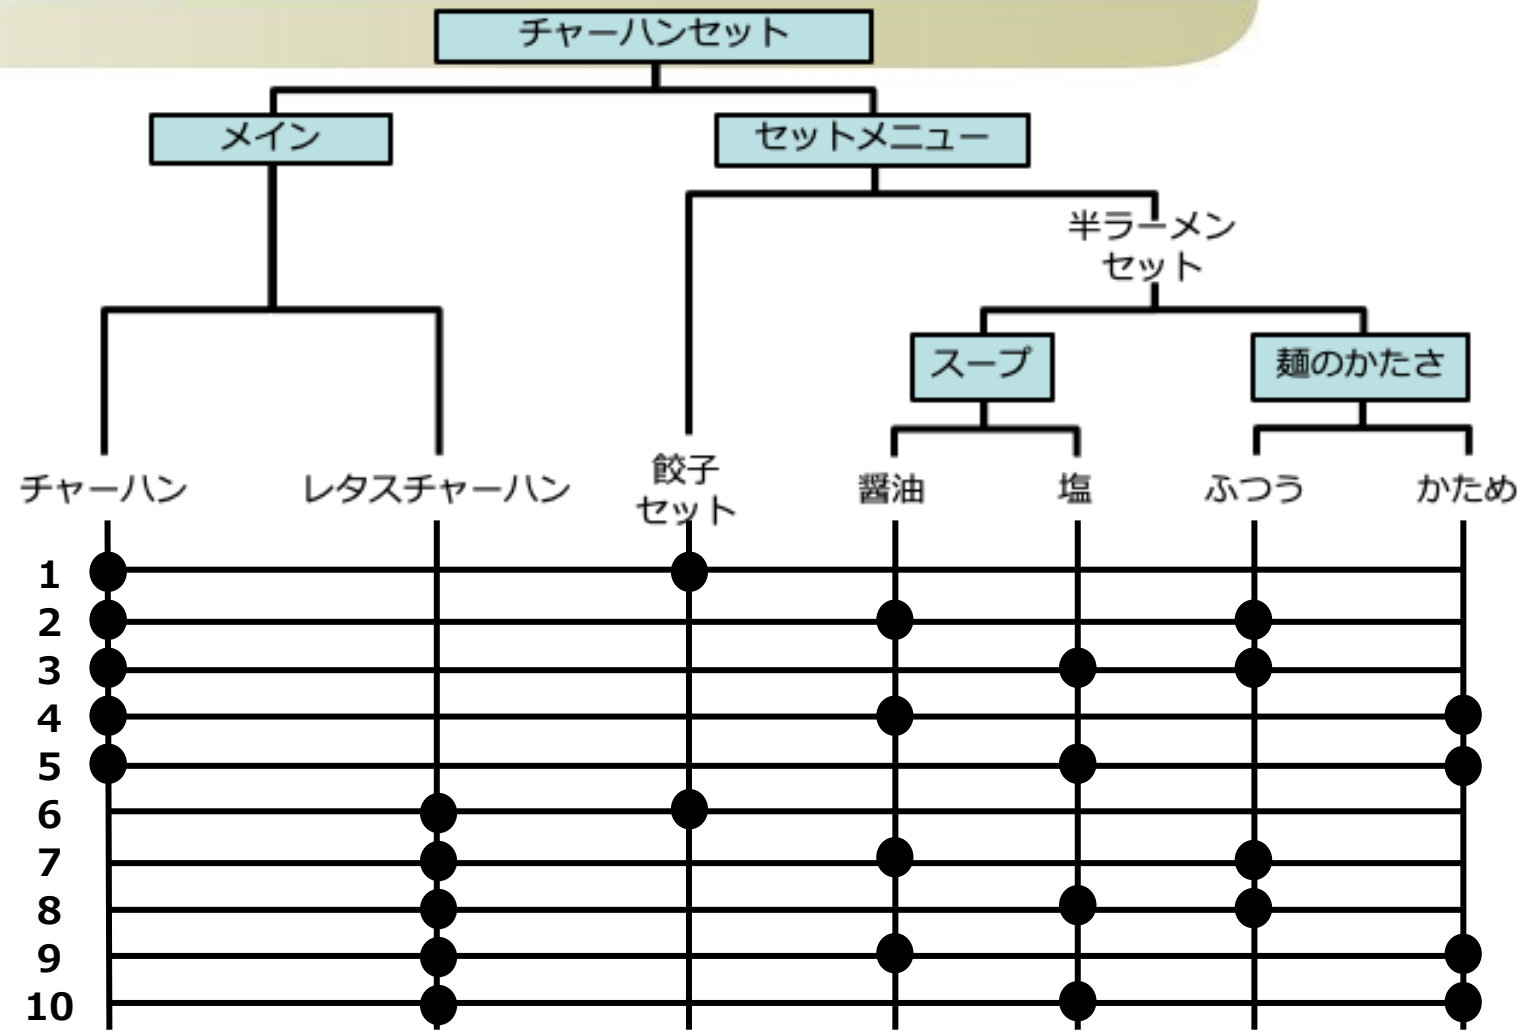 チャーハンセット
メイン
セットメニュー
半ラーメン
セット
スープ
麺のかたさ
チャーハン
レタスチャーハン
餃子
セット
醤油
塩
ふつう
かため
1
2
3
4
5
6
7
8
9
10